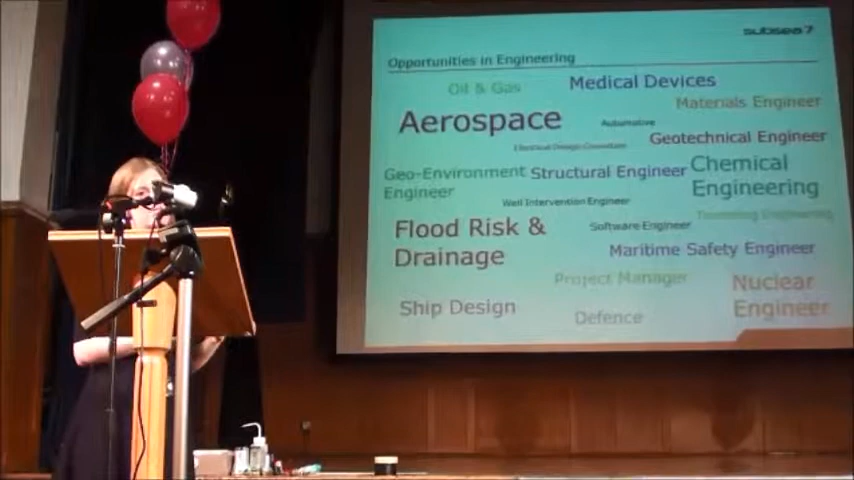 subsea 7
Opportunities in Engineering
Oil & Gas
Medical Devices
Materials Engineer
Aerospace
Automotive
Geotechnical Engineer
Chemical
Engineering
Geo-Environment
Engineer
Structural Engineer
Well Intervention Engineer
Flood Risk &
Drainage
Software Engineer
Maritime Safety Engineer
Project Manager
Nuclear
Engineer
Ship Design
Defence